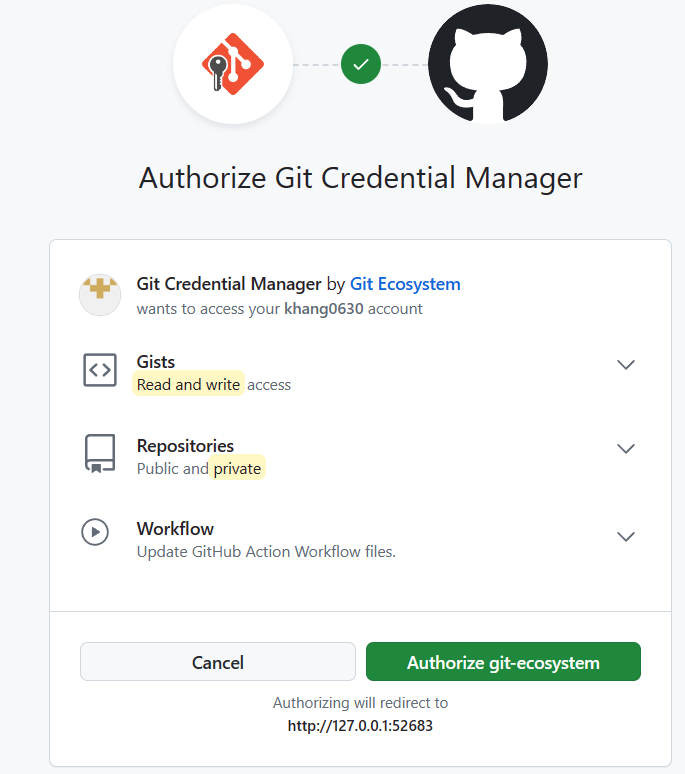 Authorize Git Credential Manager
Git Credential Manager by Git Ecosystem
wants to access your khang0630 account
Gists
Read and write access
Repositories
Public and private
Workflow
Update GitHub Action Workflow files.
Cancel
Authorize git-ecosystem
Authorizing will redirect to
http://127.0.0.1:52683